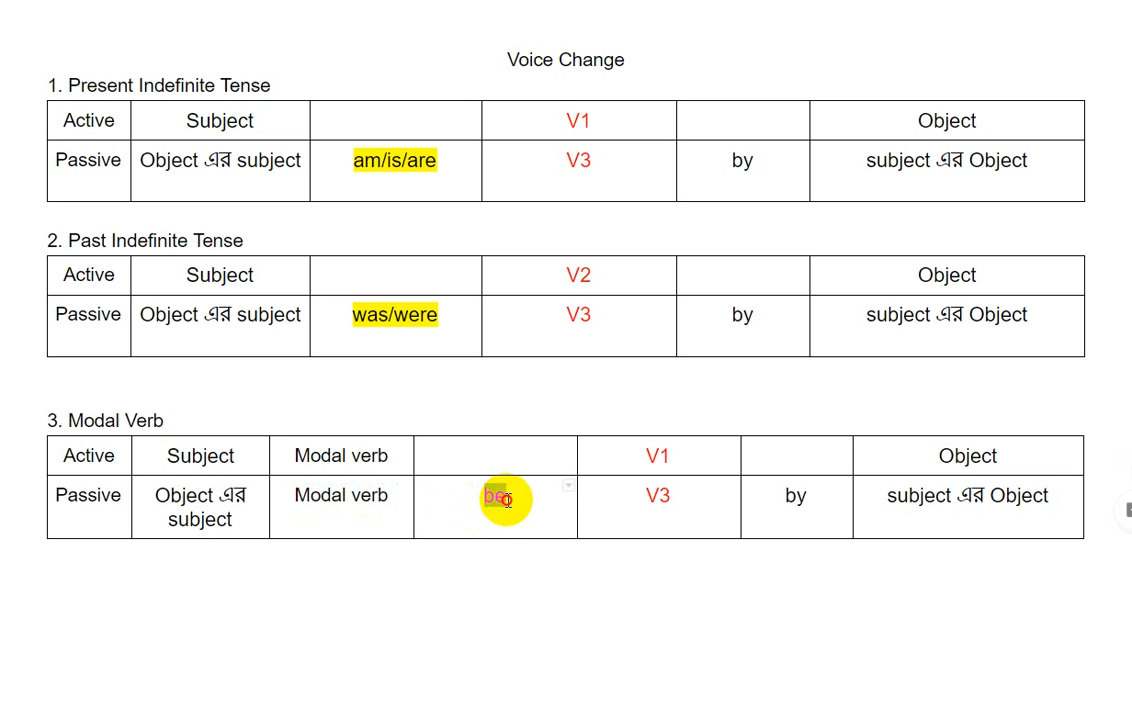 Voice Change
1. Present Indefinite Tense
Active Subject V1 Object
Passive Object এর subject am/is/are V3 by subject এর Object
2. Past Indefinite Tense
Active Subject V2 Object
Passive Object এর subject was/were V3 by subject এর Object
3. Modal Verb
Active Subject Modal verb V1 Object
Passive Object এর Modal verb be V3 by subject এর Object
subject